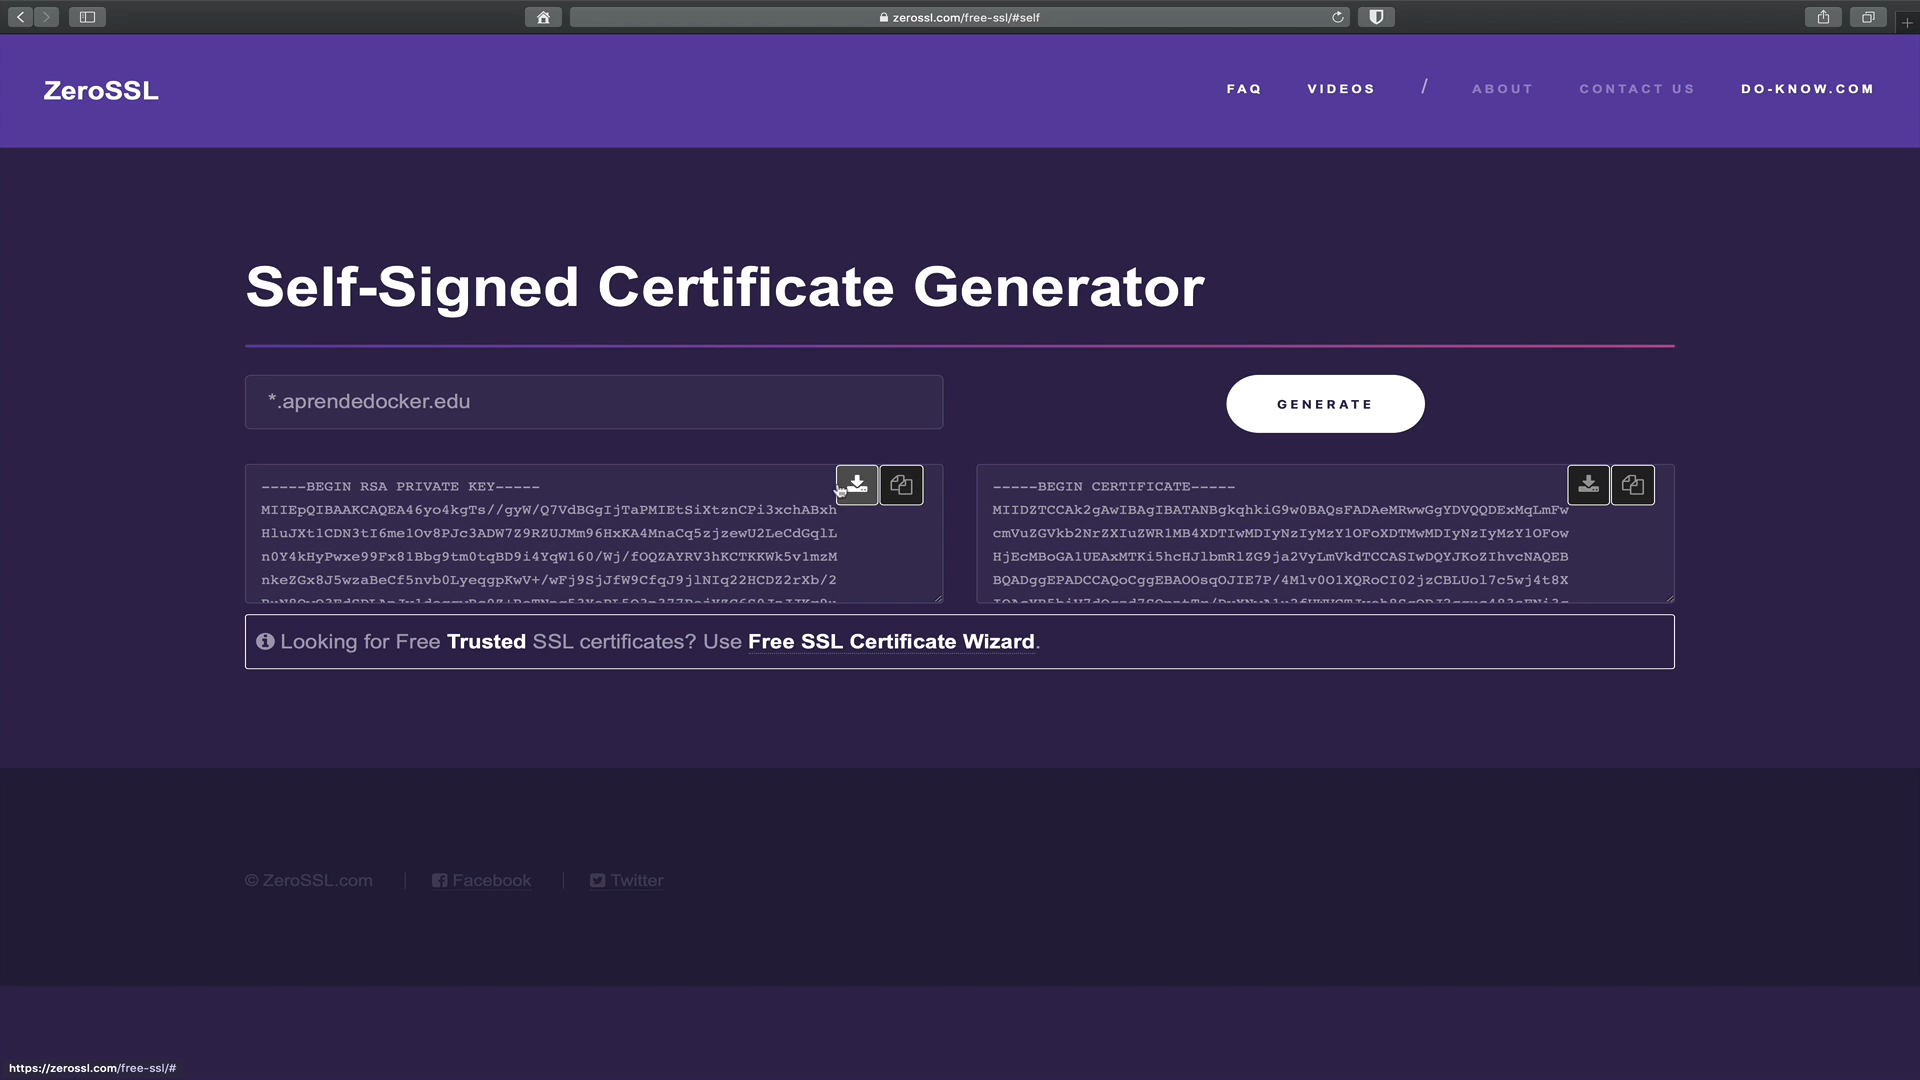 zerossl.com/free-ssl/#self
ZeroSSL
FAQ VIDEOS / ABOUT CONTACT US DO-KNOW.COM
Self-Signed Certificate Generator
*.aprendedocker.edu
GENERATE
-----BEGIN RSA PRIVATE KEY-----
MIIEpQIBAAKCAQEA46yo4kgTs//gyW/Q7VdBGgIjTaPMIEtSiXtznCPi3xchABxh
HluJXt1CDN3tI6me1Ov8PJc3ADW7Z9RZUJMm96HxKA4MnaCq5zjzewU2LeCdGqlL
n0Y4kHyPwxe99Fx81Bbg9tm0tqBD9i4YqW160/Wj/fOQZAYRV3hKCTKKWk5v1mzM
nkeZGx8J5wzaBeCf5nvb0LyeqgpKwV+/wFj9SjJfW9CfqJ9jlNIq22HCDZ2rXb/2
-----BEGIN CERTIFICATE-----
MIIDZTCCAk2gAwIBAgIBATANBgkqhkiG9w0BAQsFADAeMRwwGgYDVQQDExMqLmFw
cmVuZGVkb2NrZXIuZWR1MB4XDTIwMDIyNzIyMzY1OFoXDTMwMDIyNzIyMzY1OFow
HjEcMBoGA1UEAxMTKi5hcHJlbmRlZG9ja2VyLmVkdTCCASIwDQYJKoZIhvcNAQEB
BQADggEPADCCAQoCggEBAOOsqOJIE7P/4Mlv0O1XQRoCI02jzCBLUol7c5wj4t8X
Looking for Free Trusted SSL certificates? Use Free SSL Certificate Wizard.
© ZeroSSL.com | Facebook | Twitter
https://zerossl.com/free-ssl/#